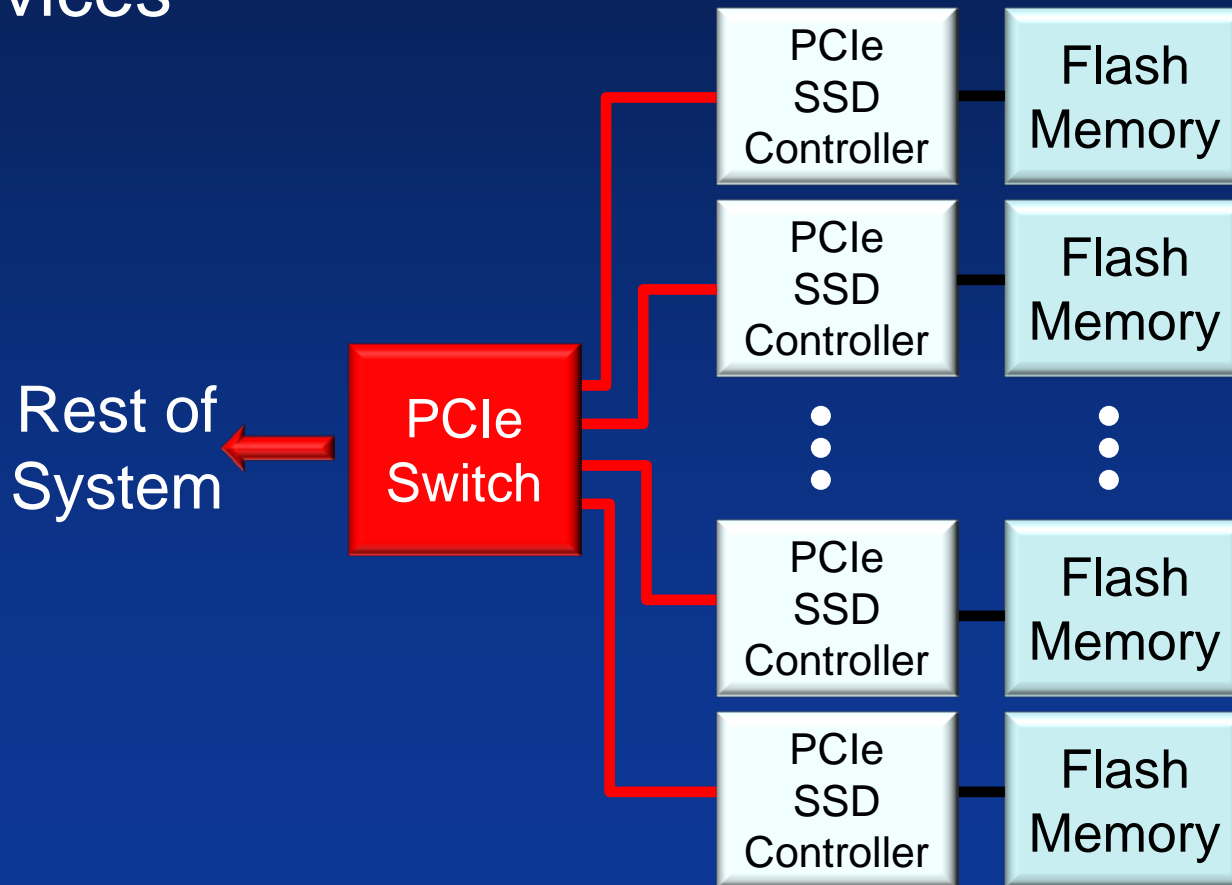 PCIe
SSD
Controller
Flash
Memory
PCIe
SSD
Controller
Flash
Memory
Rest of
System
PCIe
Switch
PCIe
SSD
Controller
Flash
Memory
PCIe
SSD
Controller
Flash
Memory